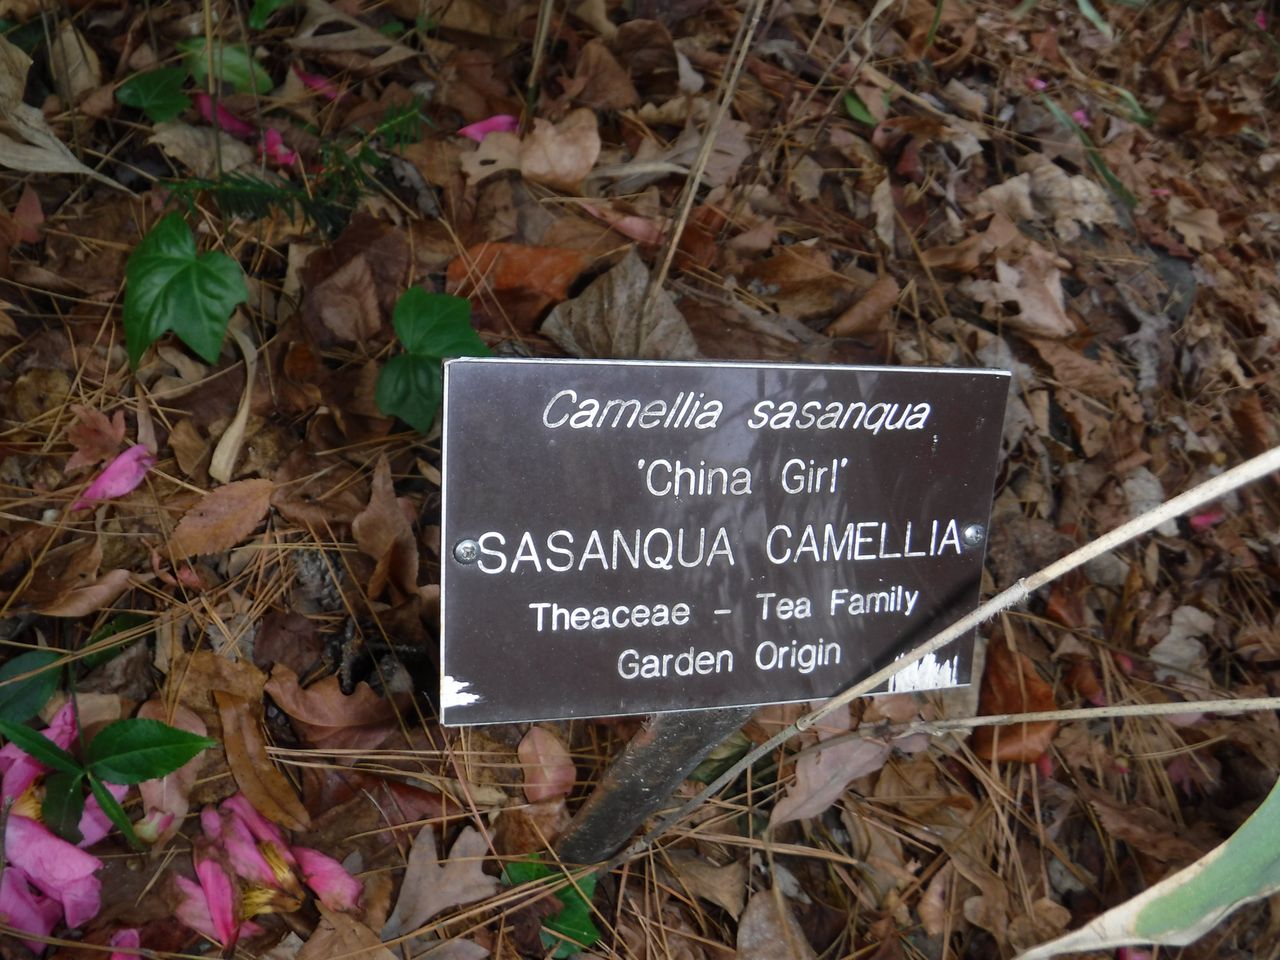 Camellia sasanqua
'China Girl'
SASANQUA CAMELLIA
Theaceae - Tea Family
Garden Origin